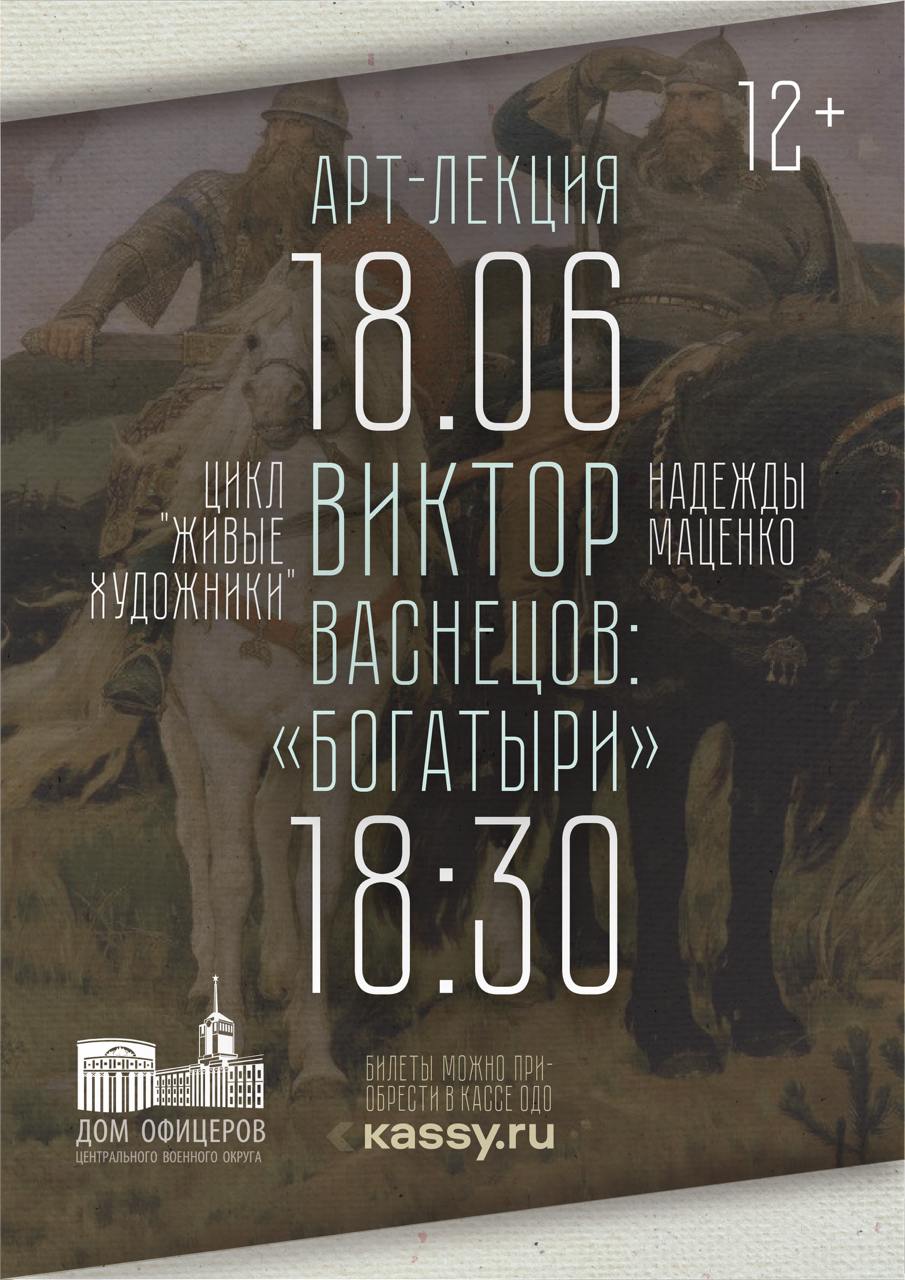 12+
АРТ-ЛЕКЦИЯ
18.06
ЦИКЛ
"ЖИВЫЕ
ХУДОЖНИКИ"
ВИКТОР
ВАСНЕЦОВ:
«БОГАТЫРИ»
НАДЕЖДЫ
МАЦЕНКО
18:30
БИЛЕТЫ МОЖНО ПРИ-
ОБРЕСТИ В КАССЕ ОДО
kassy.ru
ДОМ ОФИЦЕРОВ
ЦЕНТРАЛЬНОГО ВОЕННОГО ОКРУГА